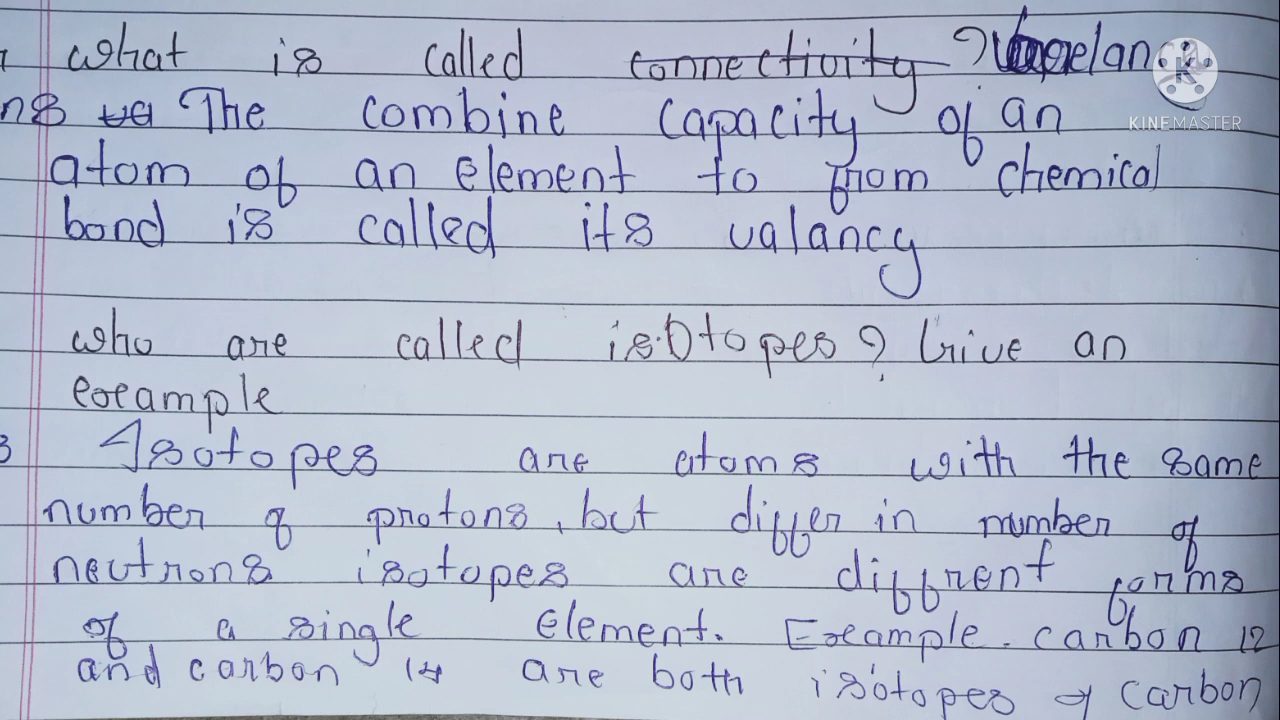 what is called connectivity ?
KINEMASTER
ns The combine capacity of an
atom of an element to from chemical
bond is called its valancy
who are called isotopes? Give an
example
Isotopes are atoms with the same
number of protons, but differ in number of
neutrons isotopes are diffrent forms
of a single element. Example. carbon 12
and carbon 14 are both isotopes of carbon